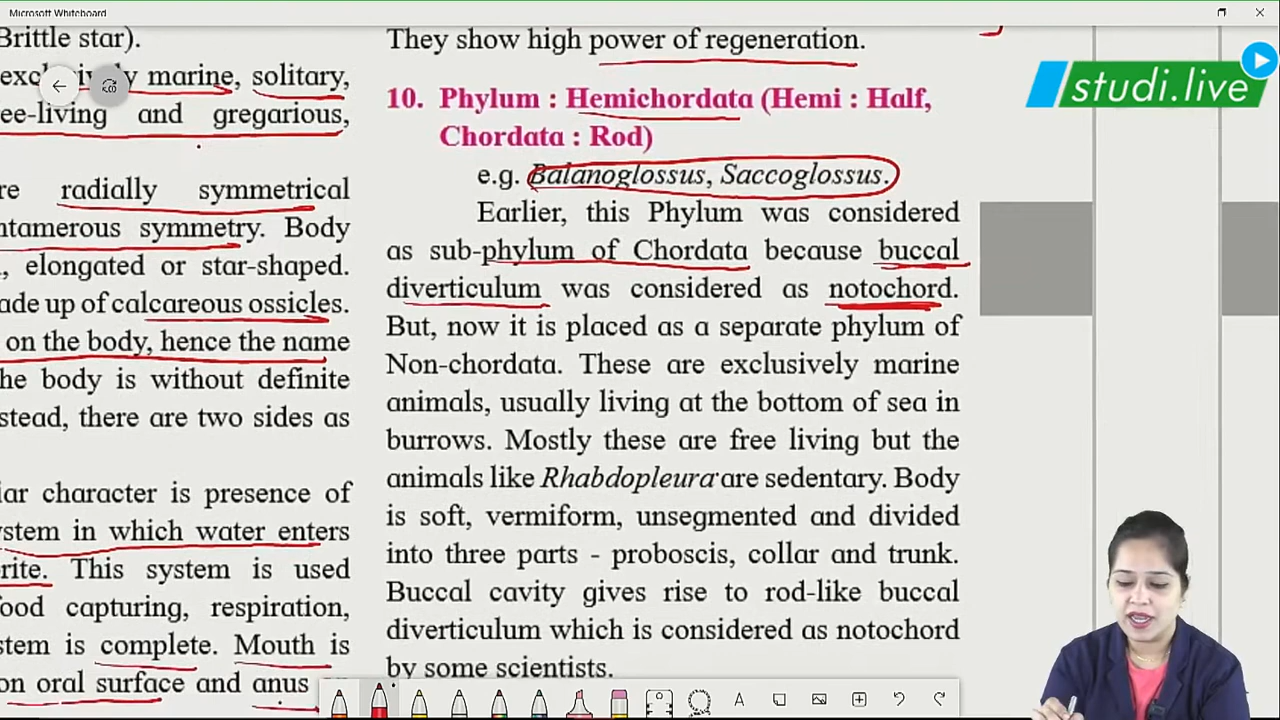 Microsoft Whiteboard
Brittle star).
marine, solitary,
and gregarious,
radially symmetrical
symmetry. Body
, elongated or star-shaped.
ade up of calcareous ossicles.
on the body, hence the name
he body is without definite
stead, there are two sides as
iar character is presence of
ystem in which water enters
rite. This system is used
food capturing, respiration,
stem is complete. Mouth is
on oral surface and anus
They show high power of regeneration.
10. Phylum : Hemichordata (Hemi : Half,
Chordata : Rod)
e.g. Balanoglossus, Saccoglossus.
Earlier, this Phylum was considered
as sub-phylum of Chordata because buccal
diverticulum was considered as notochord.
But, now it is placed as a separate phylum of
Non-chordata. These are exclusively marine
animals, usually living at the bottom of sea in
burrows. Mostly these are free living but the
animals like Rhabdopleura are sedentary. Body
is soft, vermiform, unsegmented and divided
into three parts - proboscis, collar and trunk.
Buccal cavity gives rise to rod-like buccal
diverticulum which is considered as notochord
by some scientists.
studi.live